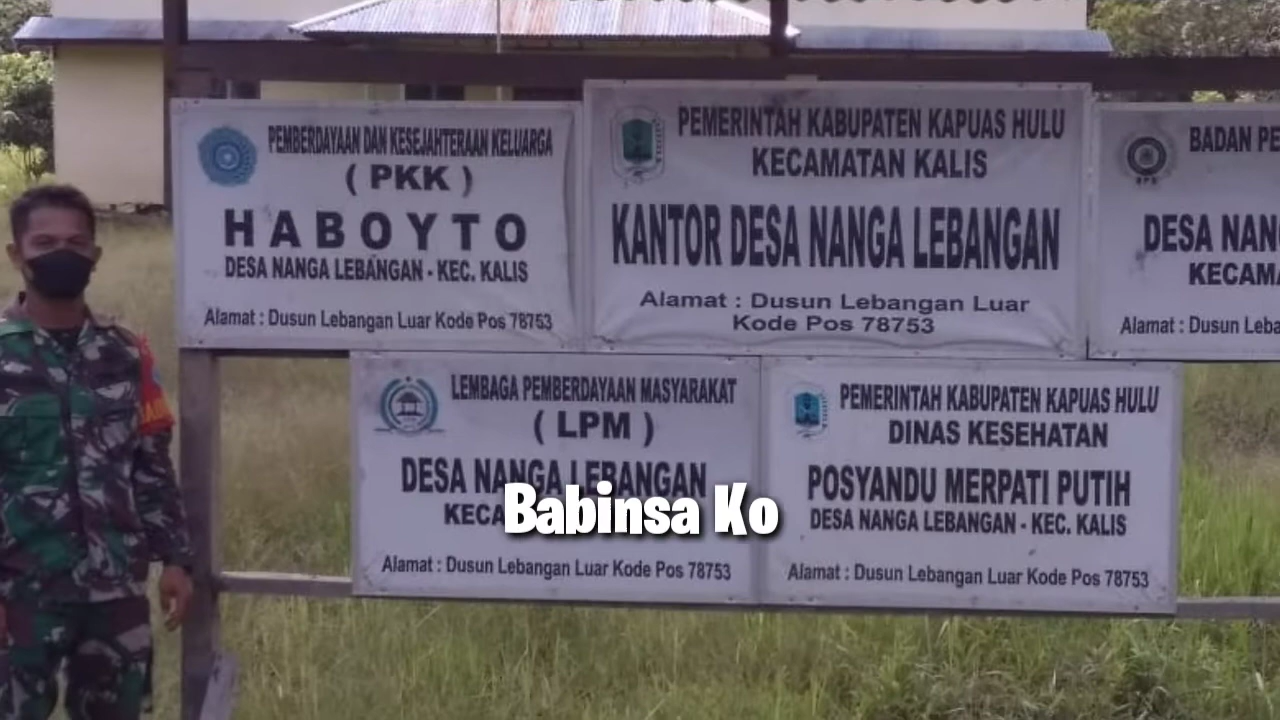 PEMBERDAYAAN DAN KESEJAHTERAAN KELUARGA
( PKK )
HABOYTO
DESA NANGA LEBANGAN - KEC. KALIS
Alamat : Dusun Lebangan Luar Kode Pos 78753
PEMERINTAH KABUPATEN KAPUAS HULU
KECAMATAN KALIS
KANTOR DESA NANGA LEBANGAN
Alamat : Dusun Lebangan Luar
Kode Pos 78753
BADAN PE
DESA NAN
KECAMA
Alamat : Dusun Leba
LEMBAGA PEMBERDAYAAN MASYARAKAT
( LPM )
DESA NANGA LEBANGAN
KECA
Alamat : Dusun Lebangan Luar Kode Pos 78753
PEMERINTAH KABUPATEN KAPUAS HULU
DINAS KESEHATAN
POSYANDU MERPATI PUTIH
DESA NANGA LEBANGAN - KEC. KALIS
Alamat : Dusun Lebangan Luar Kode Pos 78753
Babinsa Ko